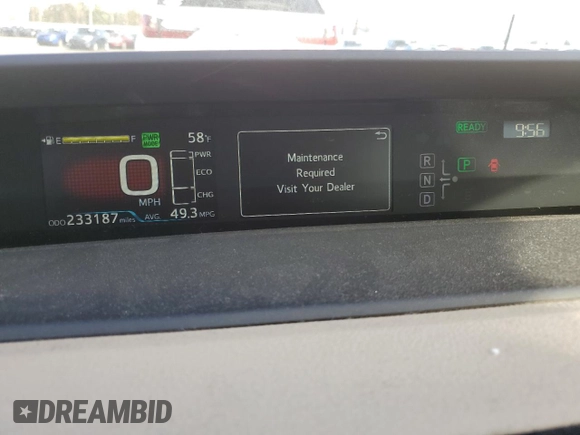 E F
58°F
READY
9:56
PWR
ECO
CHG
0
MPH
ODO 233187 miles
AVG. 49.3 MPG
Maintenance
Required
Visit Your Dealer
R
N
D
P
DREAMBID